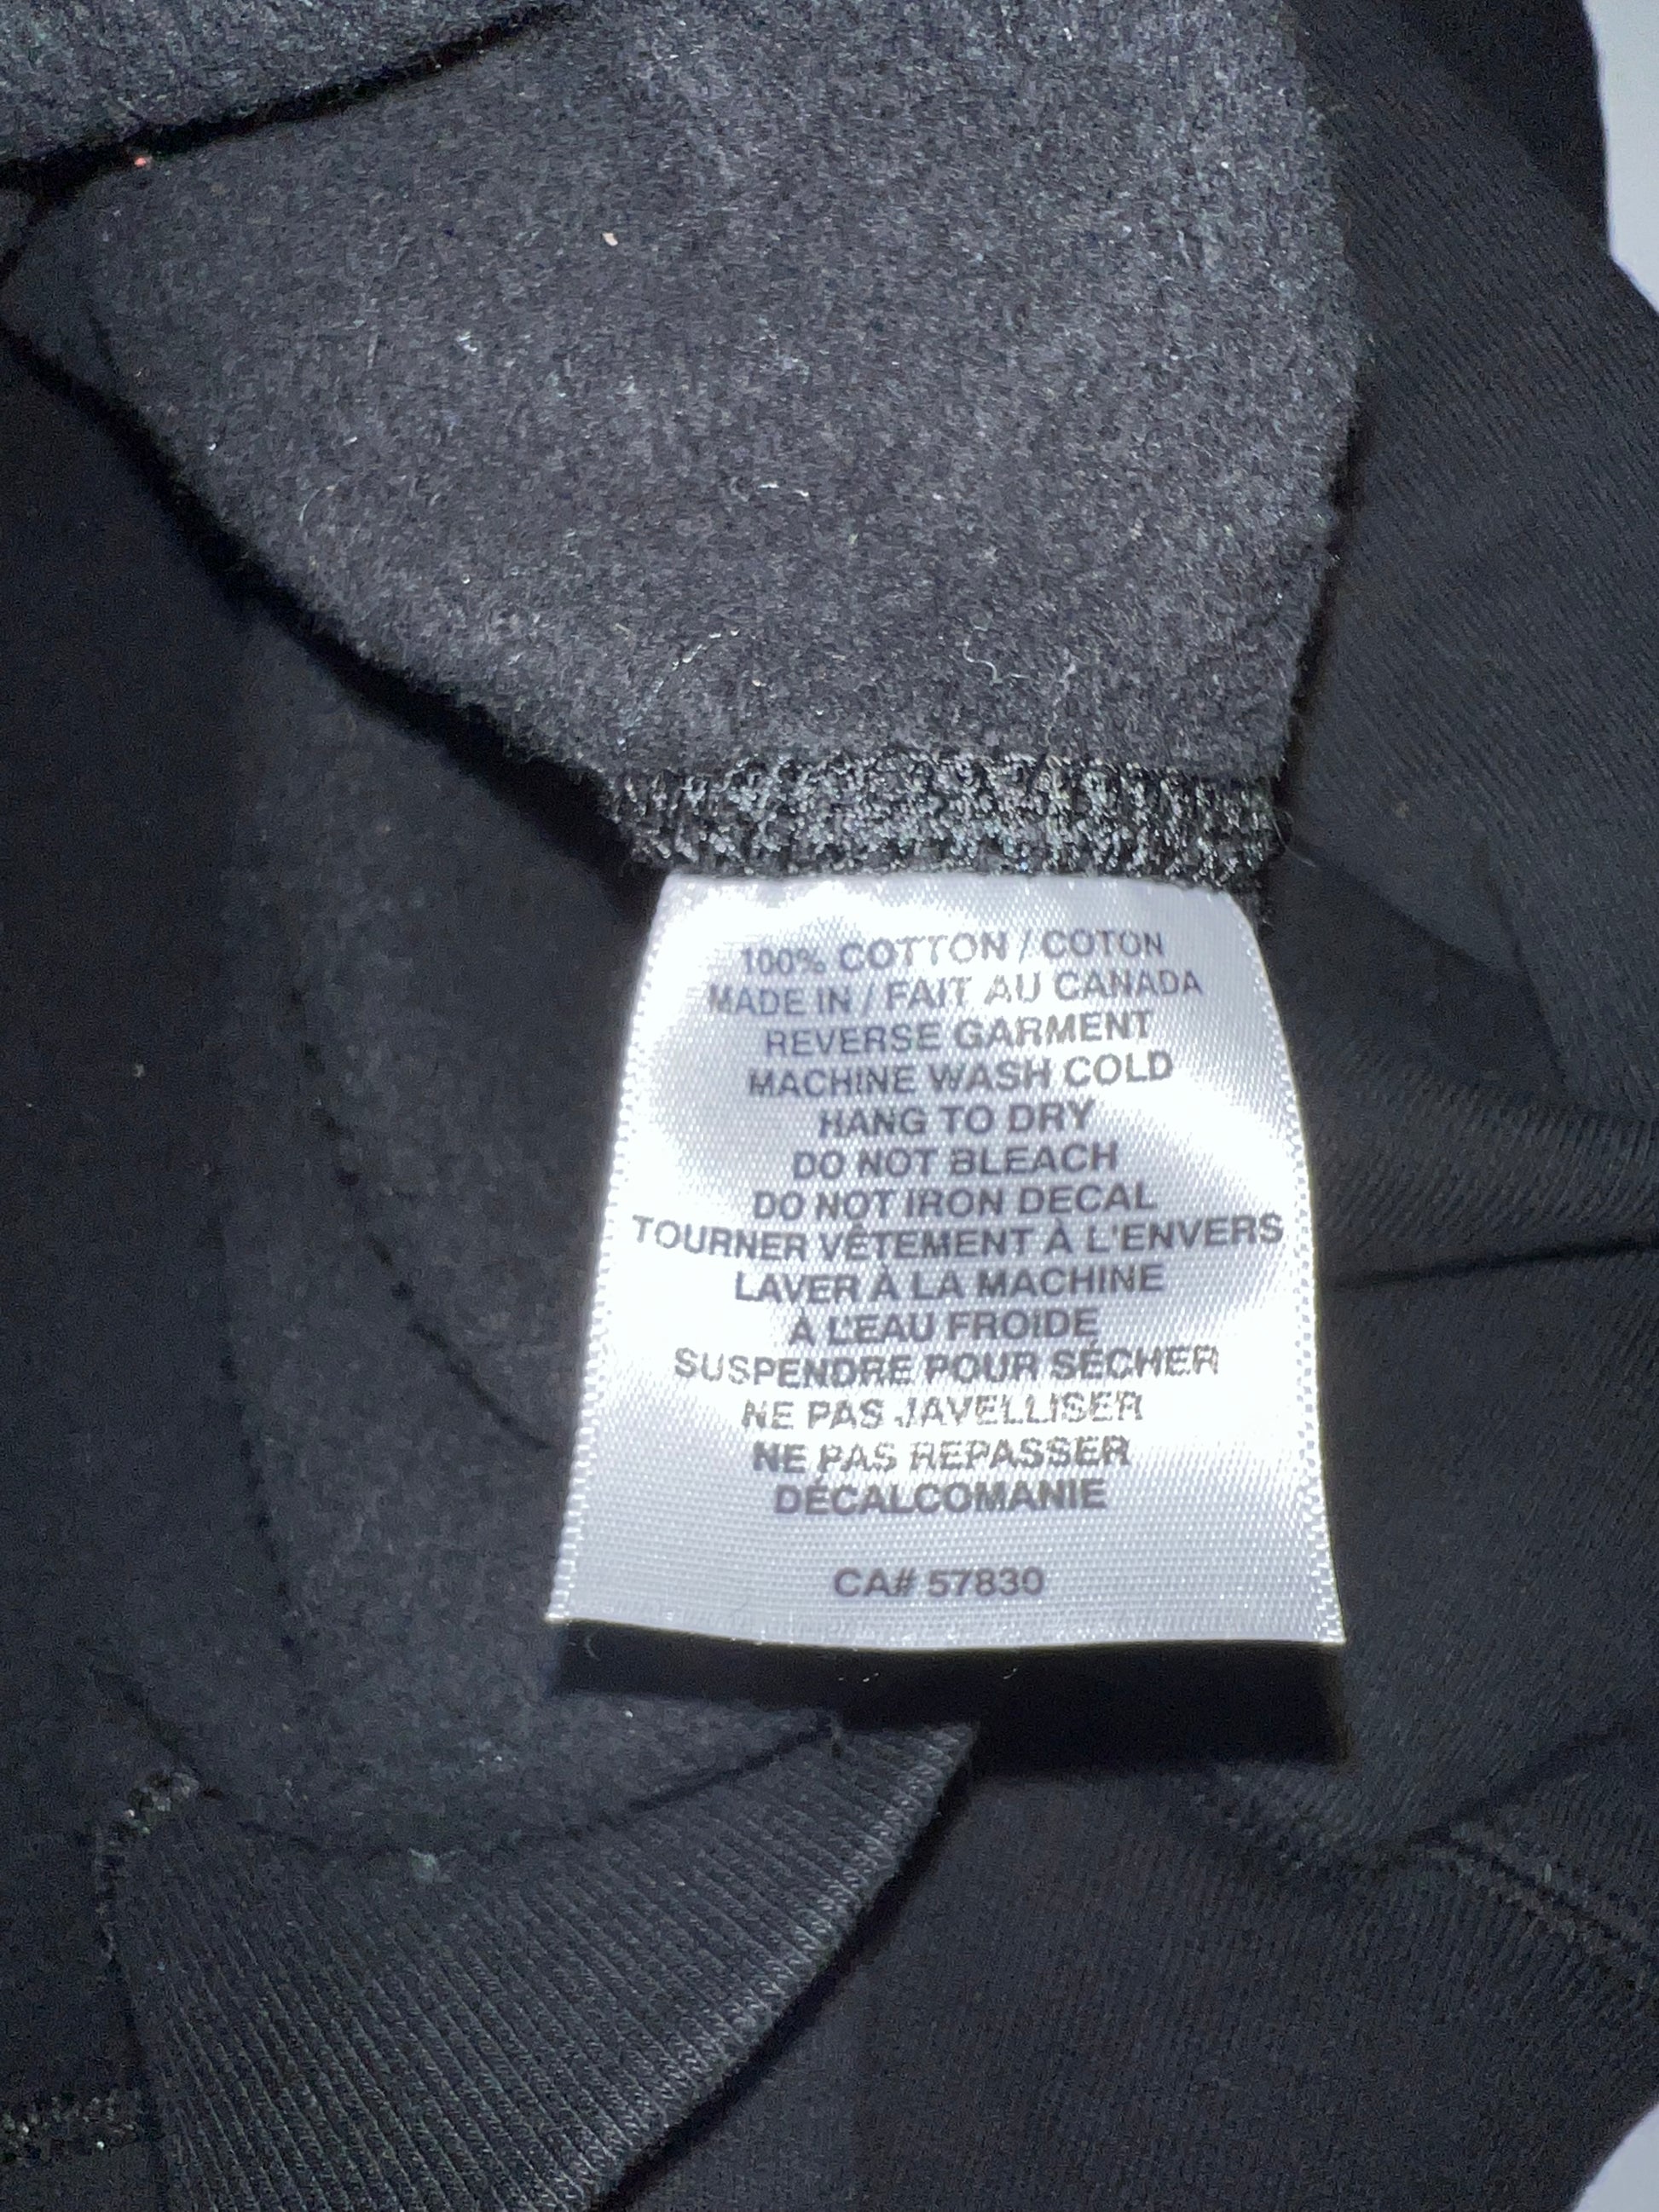 100% COTTON / COTON
MADE IN / FAIT AU CANADA
REVERSE GARMENT
MACHINE WASH COLD
HANG TO DRY
DO NOT BLEACH
DO NOT IRON DECAL
TOURNER VÊTEMENT À L'ENVERS
LAVER À LA MACHINE
À L'EAU FROIDE
SUSPENDRE POUR SÉCHER
NE PAS JAVELLISER
NE PAS REPASSER
DÉCALCOMANIE
CA# 57830